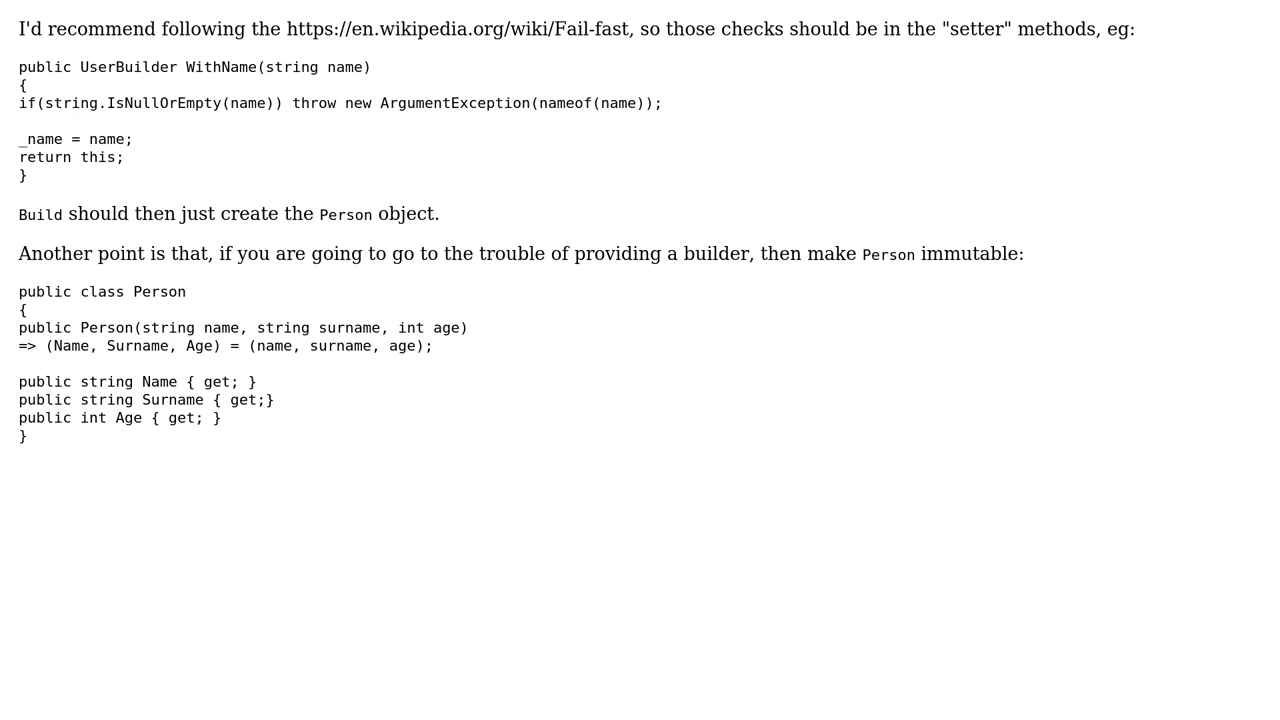 I'd recommend following the https://en.wikipedia.org/wiki/Fail-fast, so those checks should be in the "setter" methods, eg:
public UserBuilder WithName(string name)
{
if(string.IsNullOrEmpty(name)) throw new ArgumentException(nameof(name));
_name = name;
return this;
}
Build should then just create the Person object.
Another point is that, if you are going to go to the trouble of providing a builder, then make Person immutable:
public class Person
{
public Person(string name, string surname, int age)
=> (Name, Surname, Age) = (name, surname, age);
public string Name { get; }
public string Surname { get;}
public int Age { get; }
}